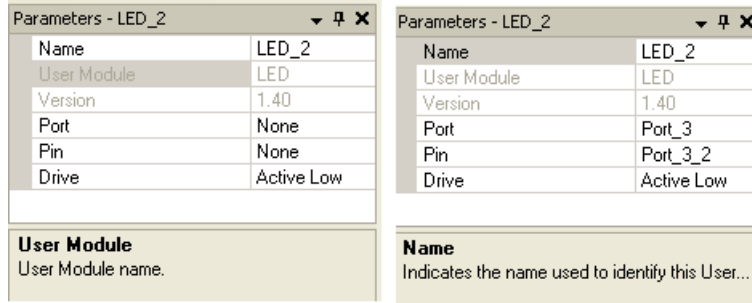 Parameters - LED_2
Name LED_2
User Module LED
Version 1.40
Port None
Pin None
Drive Active Low
User Module
User Module name.
Parameters - LED_2
Name LED_2
User Module LED
Version 1.40
Port Port_3
Pin Port_3_2
Drive Active Low
Name
Indicates the name used to identify this User...